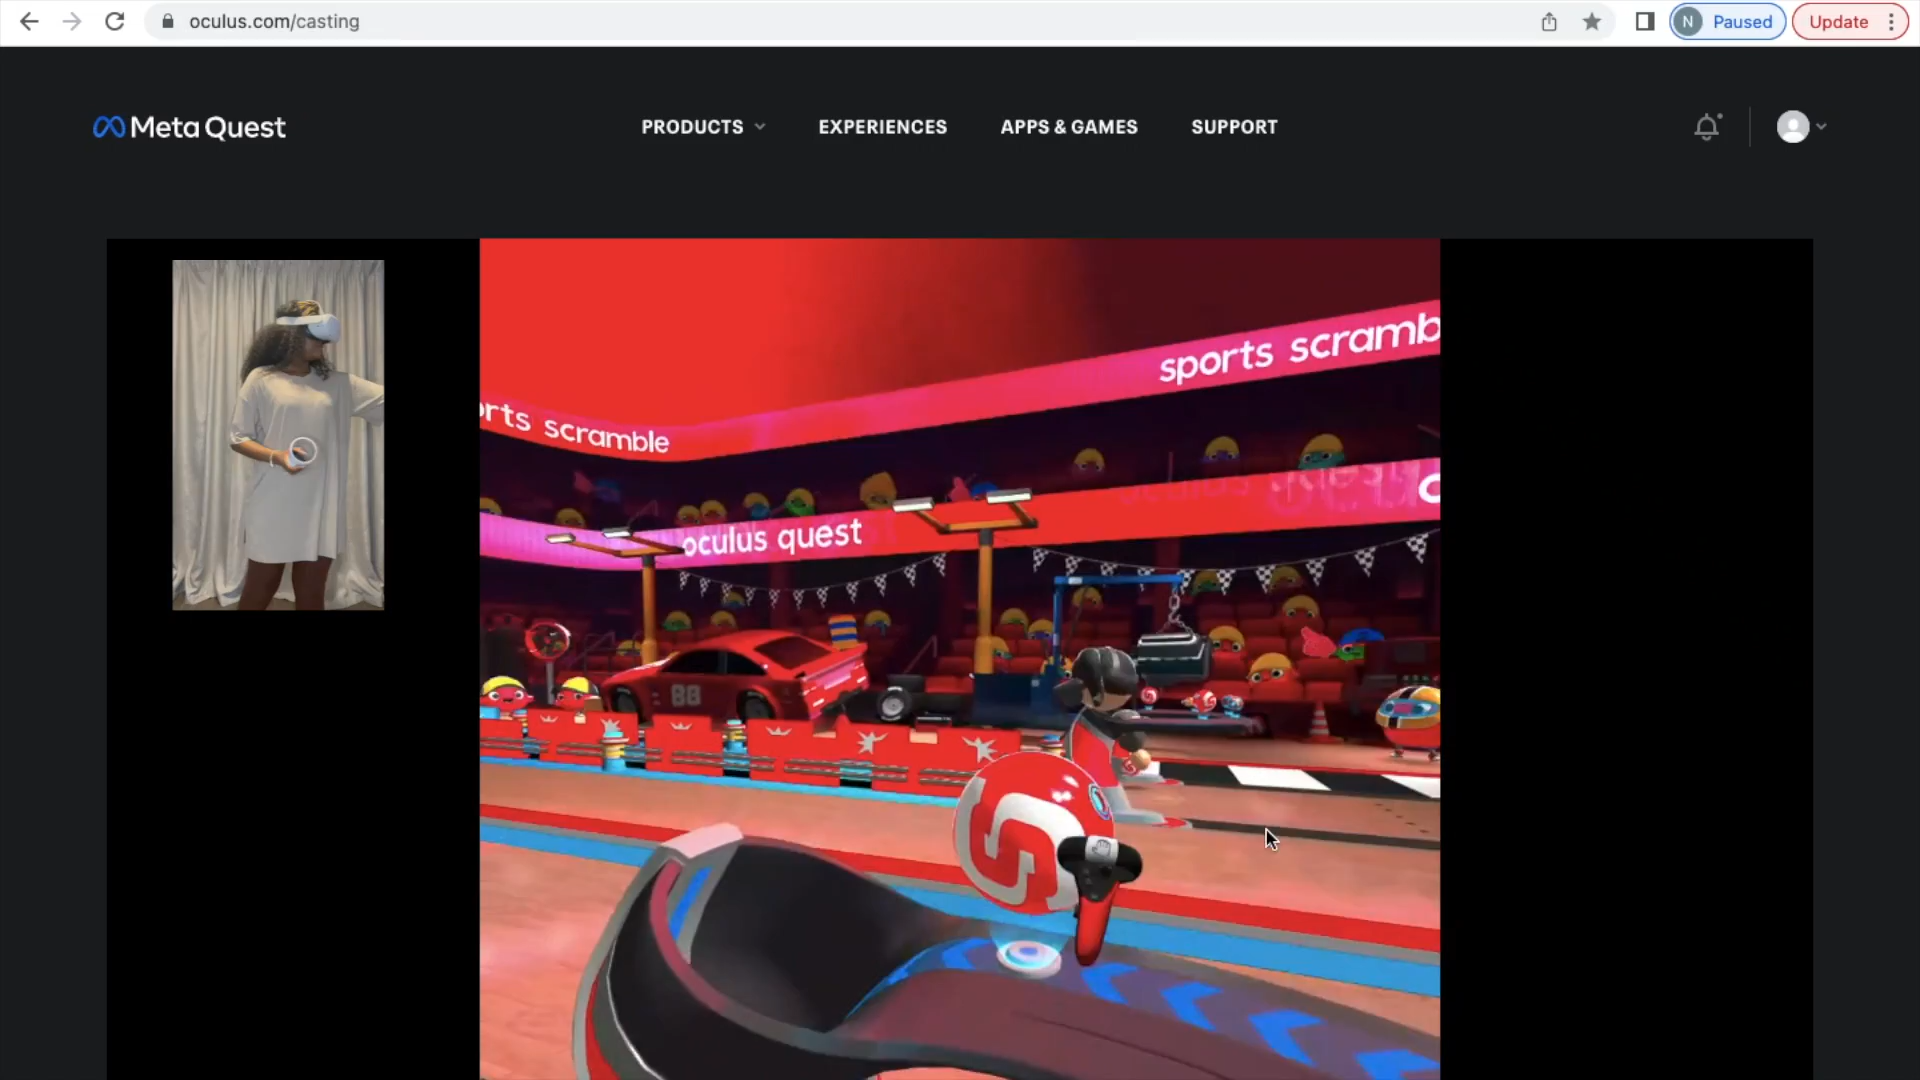 oculus.com/casting
N
Paused
Update
Meta Quest
PRODUCTS
EXPERIENCES
APPS & GAMES
SUPPORT
sports scramb
rts scramble
oculus quest
88
S